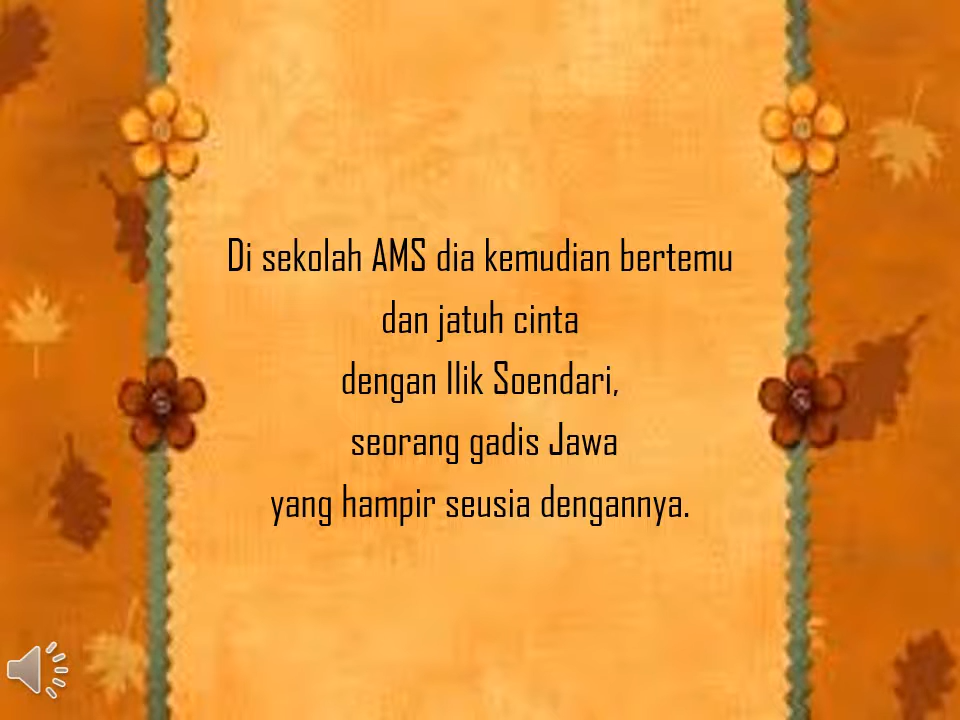 Di sekolah AMS dia kemudian bertemu
dan jatuh cinta
dengan Ilik Soendari,
seorang gadis Jawa
yang hampir seusia dengannya.